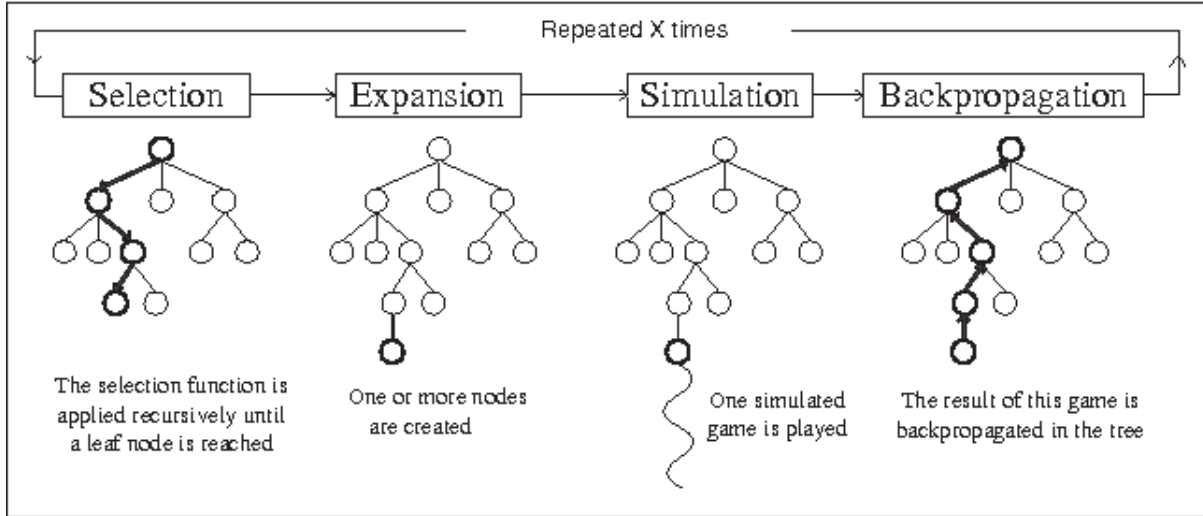 Repeated X times
Selection
Expansion
Simulation
Backpropagation
The selection function is
applied recursively until
a leaf node is reached
One or more nodes
are created
One simulated
game is played
The result of this game is
backpropagated in the tree